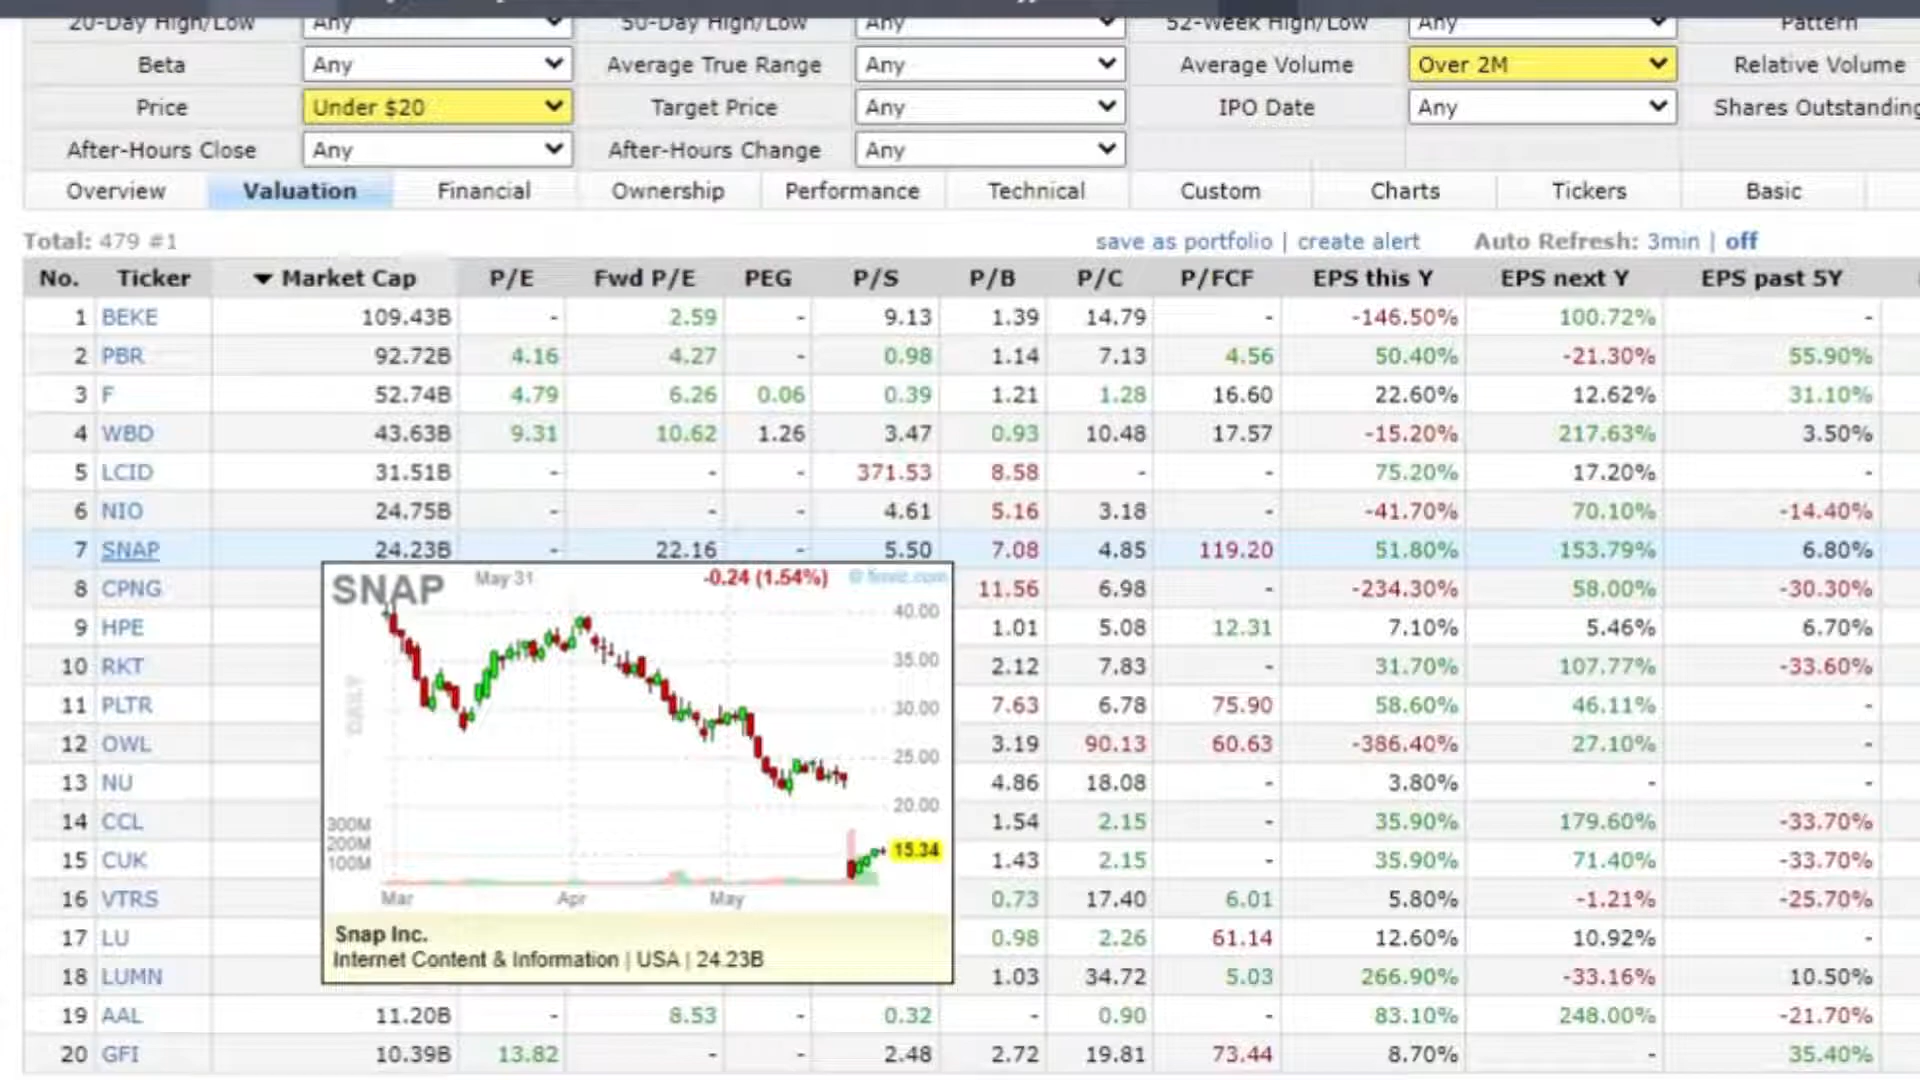 20-Day High/Low Any 50-Day High/Low Any 52-Week High/Low Any Pattern
Beta Any Average True Range Any Average Volume Over 2M Relative Volume
Price Under $20 Target Price Any IPO Date Any Shares Outstanding
After-Hours Close Any After-Hours Change Any
Overview Valuation Financial Ownership Performance Technical Custom Charts Tickers Basic
Total: 479 #1 save as portfolio | create alert Auto Refresh: 3min | off
No. Ticker Market Cap P/E Fwd P/E PEG P/S P/B P/C P/FCF EPS this Y EPS next Y EPS past 5Y
1 BEKE 109.43B - 2.59 - 9.13 1.39 14.79 - -146.50% 100.72% -
2 PBR 92.72B 4.16 4.27 - 0.98 1.14 7.13 4.56 50.40% -21.30% 55.90%
3 F 52.74B 4.79 6.26 0.06 0.39 1.21 1.28 16.60 22.60% 12.62% 31.10%
4 WBD 43.63B 9.31 10.62 1.26 3.47 0.93 10.48 17.57 -15.20% 217.63% 3.50%
5 LCID 31.51B - - - 371.53 8.58 - - 75.20% 17.20% -
6 NIO 24.75B - - - 4.61 5.16 3.18 - -41.70% 70.10% -14.40%
7 SNAP 24.23B - 22.16 - 5.50 7.08 4.85 119.20 51.80% 153.79% 6.80%
8 CPNG 11.56 6.98 - -234.30% 58.00% -30.30%
9 HPE 1.01 5.08 12.31 7.10% 5.46% 6.70%
10 RKT 2.12 7.83 - 31.70% 107.77% -33.60%
11 PLTR 7.63 6.78 75.90 58.60% 46.11% -
12 OWL 3.19 90.13 60.63 -386.40% 27.10% -
13 NU 4.86 18.08 - 3.80% - -
14 CCL 1.54 2.15 - 35.90% 179.60% -33.70%
15 CUK 1.43 2.15 - 35.90% 71.40% -33.70%
16 VTRS 0.73 17.40 6.01 5.80% -1.21% -25.70%
17 LU 0.98 2.26 61.14 12.60% 10.92% -
18 LUMN 1.03 34.72 5.03 266.90% -33.16% 10.50%
19 AAL 11.20B - 8.53 - 0.32 - 0.90 - 83.10% 248.00% -21.70%
20 GFI 10.39B 13.82 - - 2.48 2.72 19.81 73.44 8.70% - 35.40%
SNAP May 31 -0.24 (1.54%) © finviz.com
40.00
35.00
DAILY
30.00
25.00
20.00
300M
200M
15.34
100M
Mar Apr May
Snap Inc.
Internet Content & Information | USA | 24.23B